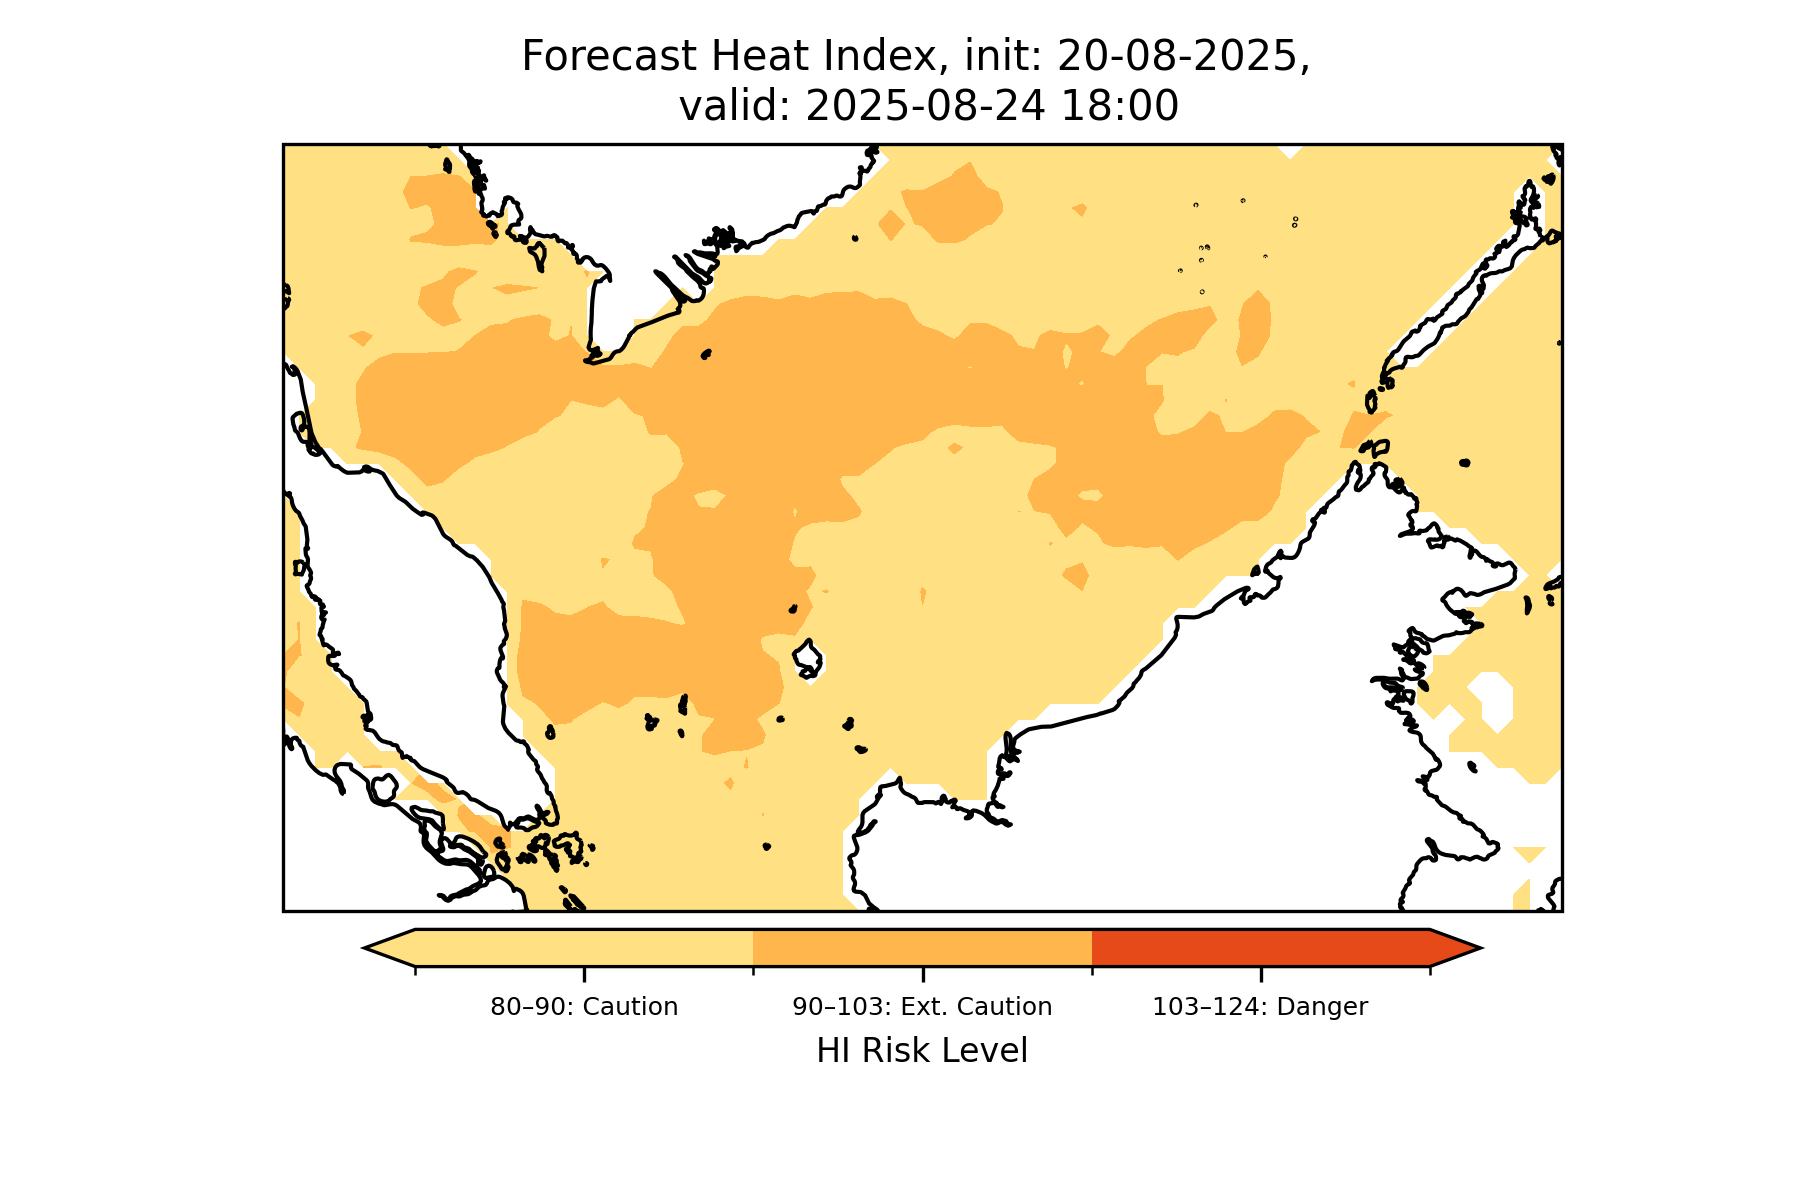 Forecast Heat Index, init: 20-08-2025,
valid: 2025-08-24 18:00
80–90: Caution
90–103: Ext. Caution
103–124: Danger
HI Risk Level